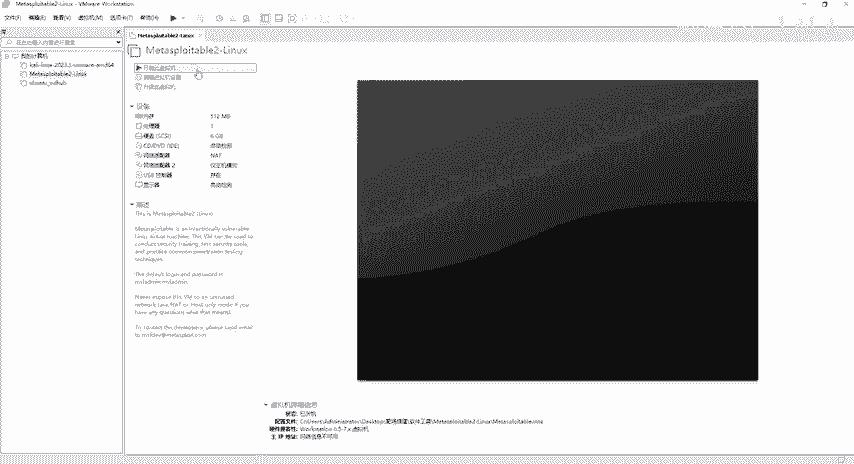 Metasploitable2-Linux - VMware Workstation
文件(F) 编辑(E) 查看(V) 虚拟机(M) 选项卡(T) 帮助(H)
库
在此处键入内容进行搜索
我的计算机
Metasploitable2-Linux
ubuntu_vulhub
Metasploitable2-Linux
Metasploitable2-Linux
开启此虚拟机
编辑虚拟机设置
升级此虚拟机
设备
内存 512 MB
处理器 1
硬盘 (SCSI) 8 GB
CD/DVD (IDE) 自动检测
网络适配器 NAT
网络适配器 2 仅主机模式
USB 控制器 存在
显示器 自动检测
描述
This is Metasploitable2 (Linux)
Metasploitable is an intentionally vulnerable
Linux virtual machine. This VM can be used to
conduct security training, test security tools,
and practice common penetration testing
techniques.
The default login and password is
msfadmin:msfadmin.
Never expose this VM to an untrusted
network (use NAT or Host-only mode if you
have any questions what that means).
To contact the developers, please send email
to msfdev@metasploit.com
虚拟机详细信息
状态: 已关机
配置文件: C:\Users\Administrator\Desktop\
\Metasploitable2-Linux\Metasploitable.vmx
硬件兼容性: Workstation 6.5-7.x 虚拟机
主 IP 地址: 网络信息不可用